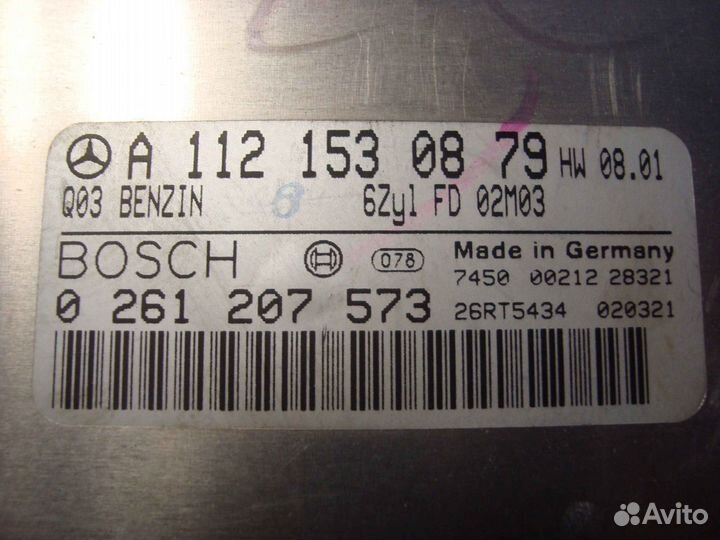 A 112 153 08 79 HW 08.01
Q03 BENZIN 6 6Zyl FD 02M03
BOSCH 078 Made in Germany
7450 00212 28321
0 261 207 573 26RT5434 020321
Avito